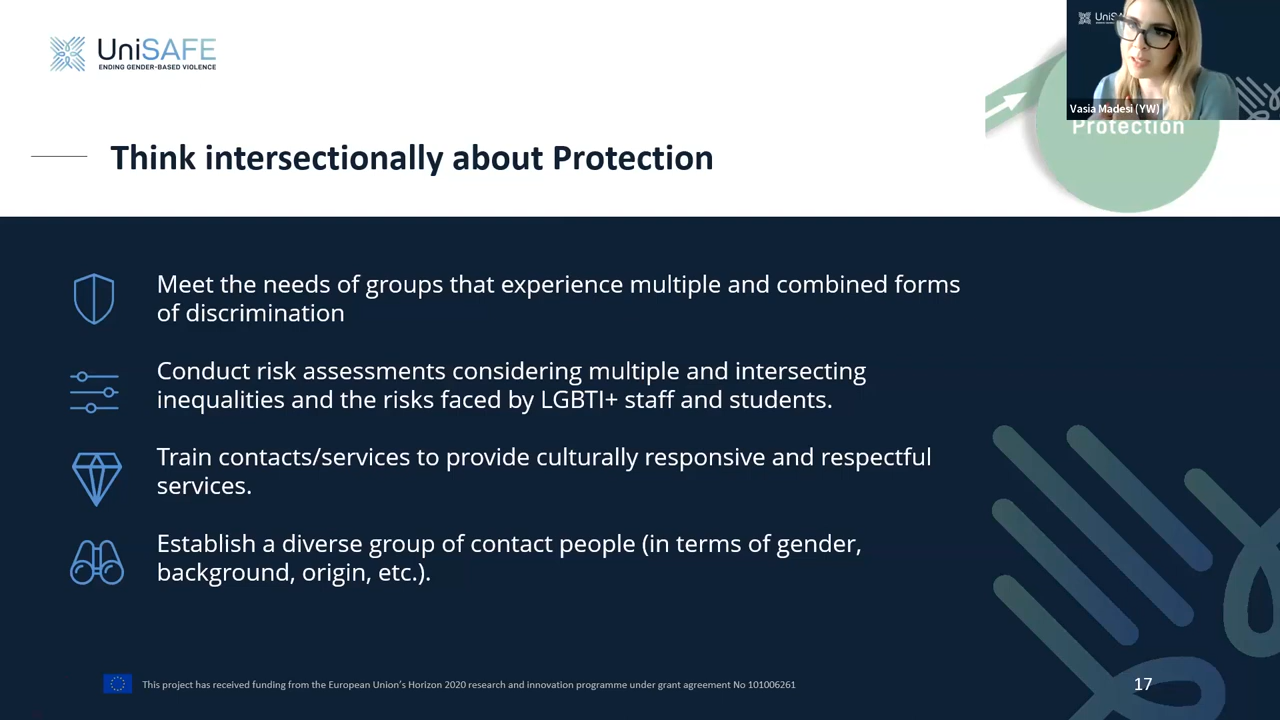 UniSAFE
ENDING GENDER-BASED VIOLENCE
UniSA
Vasia Madesi (YW)
Protection
Think intersectionally about Protection
Meet the needs of groups that experience multiple and combined forms
of discrimination
Conduct risk assessments considering multiple and intersecting
inequalities and the risks faced by LGBTI+ staff and students.
Train contacts/services to provide culturally responsive and respectful
services.
Establish a diverse group of contact people (in terms of gender,
background, origin, etc.).
This project has received funding from the European Union's Horizon 2020 research and innovation programme under grant agreement No 101006261
17